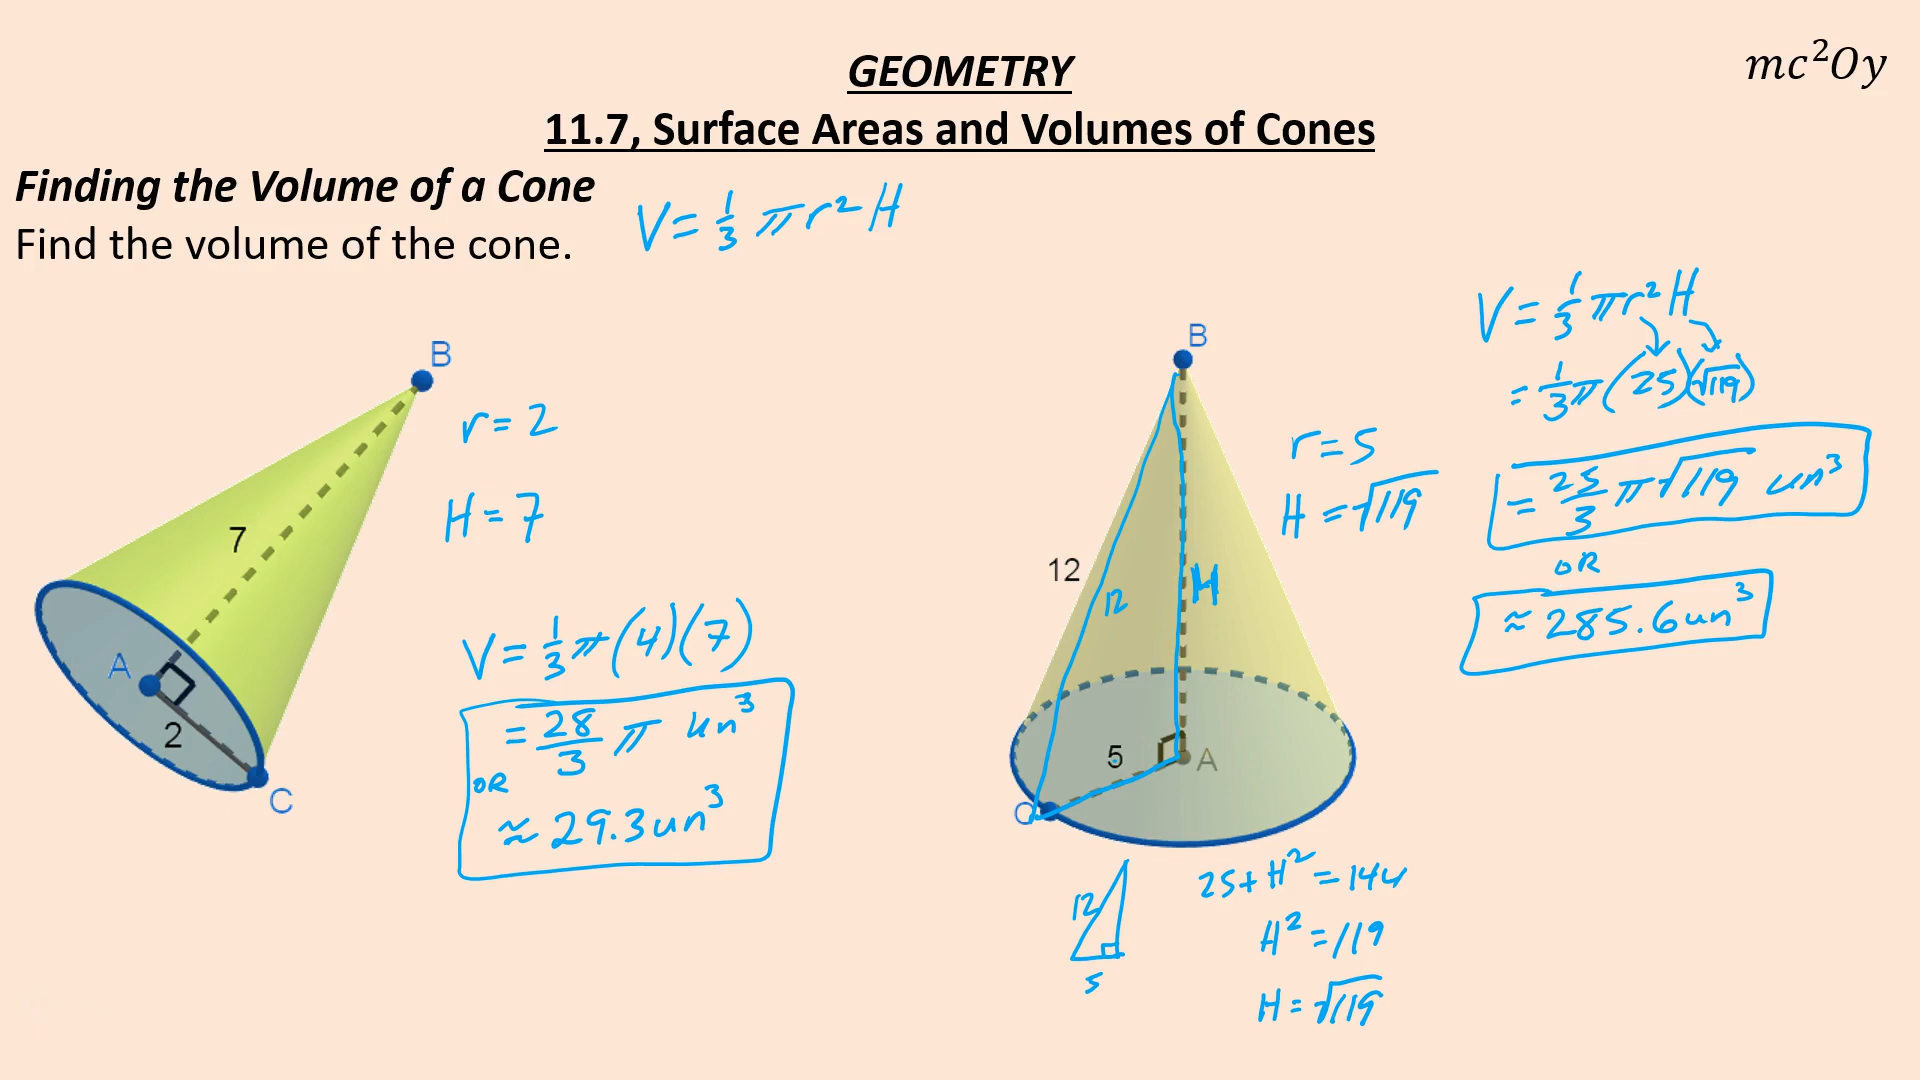 GEOMETRY
mc²Oy
11.7, Surface Areas and Volumes of Cones
Finding the Volume of a Cone
Find the volume of the cone.
V = 1/3 πr² H
B
7
A
2
C
r = 2
H = 7
V = 1/3 π (4)(7)
= 28/3 π un³
OR
≈ 29.3 un³
B
12
12
H
5
A
C
r = 5
H = √119
12
5
25 + H² = 144
H² = 119
H = √119
V = 1/3 πr² H
= 1/3 π (25)(√119)
= 25/3 π √119 un³
OR
≈ 285.6 un³